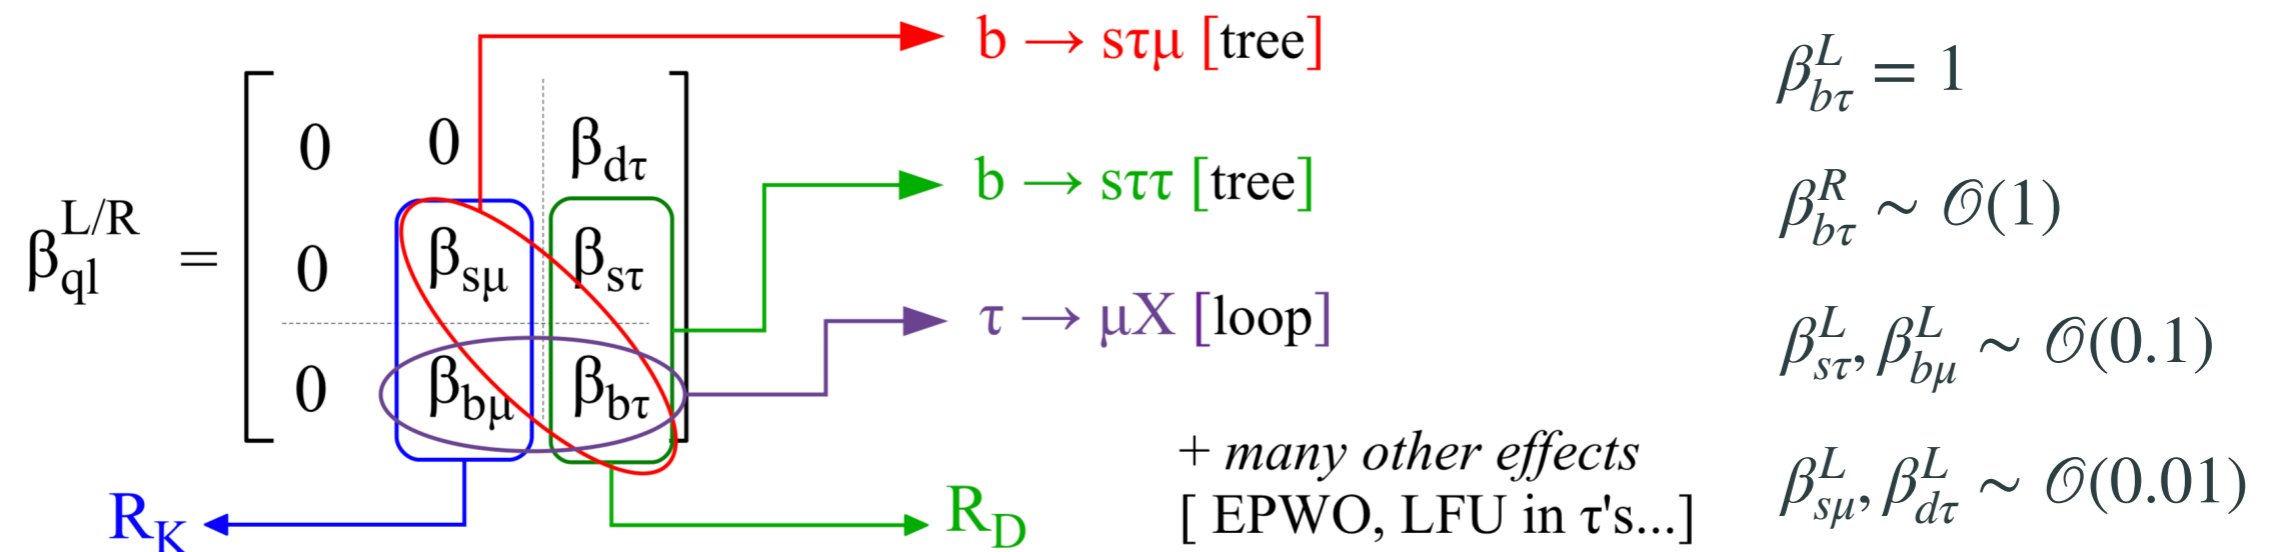 b → sτμ [tree]
b → sττ [tree]
τ → μX [loop]
β_{ql}^{L/R} =
0 0 β_{dτ}
0 β_{sμ} β_{sτ}
0 β_{bμ} β_{bτ}
R_K
R_D
+ many other effects
[ EPWO, LFU in τ's...]
β_{bτ}^L = 1
β_{bτ}^R ~ 𝒪(1)
β_{sτ}^L, β_{bμ}^L ~ 𝒪(0.1)
β_{sμ}^L, β_{dτ}^L ~ 𝒪(0.01)